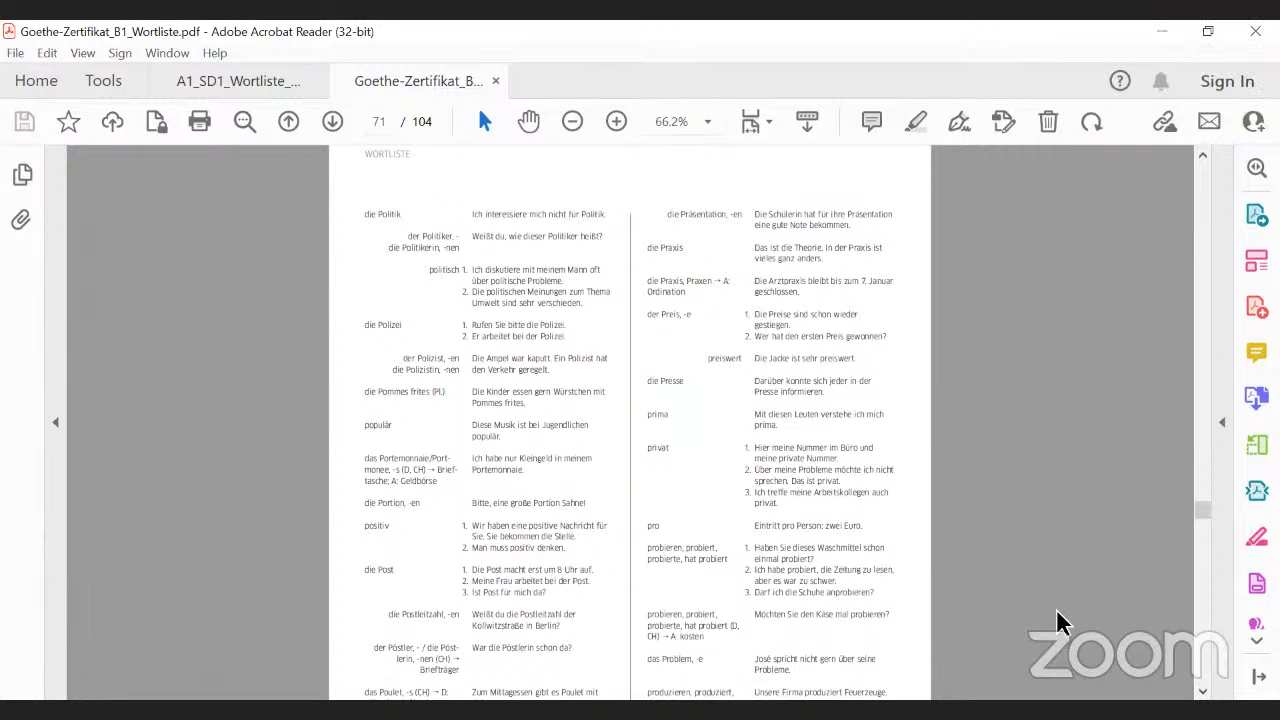 Goethe-Zertifikat_B1_Wortliste.pdf - Adobe Acrobat Reader (32-bit)
File Edit View Sign Window Help
Home Tools A1_SD1_Wortliste_... Goethe-Zertifikat_B... × Sign In
71 / 104 66.2%
WORTLISTE
die Politik Ich interessiere mich nicht für Politik.
der Politiker, - Weißt du, wie dieser Politiker heißt?
die Politikerin, -nen
politisch 1. Ich diskutiere mit meinem Mann oft
über politische Probleme.
2. Die politischen Meinungen zum Thema
Umwelt sind sehr verschieden.
die Polizei 1. Rufen Sie bitte die Polizei.
2. Er arbeitet bei der Polizei.
der Polizist, -en Die Ampel war kaputt. Ein Polizist hat
die Polizistin, -nen den Verkehr geregelt.
die Pommes frites (Pl.) Die Kinder essen gern Würstchen mit
Pommes frites.
populär Diese Musik ist bei Jugendlichen
populär.
das Portemonnaie/Port- Ich habe nur Kleingeld in meinem
monee, -s (D, CH) → Brief- Portemonnaie.
tasche; A: Geldbörse
die Portion, -en Bitte, eine große Portion Sahne!
positiv 1. Wir haben eine positive Nachricht für
Sie. Sie bekommen die Stelle.
2. Man muss positiv denken.
die Post 1. Die Post macht erst um 8 Uhr auf.
2. Meine Frau arbeitet bei der Post.
3. Ist Post für mich da?
die Postleitzahl, -en Weißt du die Postleitzahl der
Kollwitzstraße in Berlin?
der Pöstler, - / die Pöst- War die Pöstlerin schon da?
lerin, -nen (CH) →
Briefträger
das Poulet, -s (CH) → D: Zum Mittagessen gibt es Poulet mit
die Präsentation, -en Die Schülerin hat für ihre Präsentation
eine gute Note bekommen.
die Praxis Das ist die Theorie. In der Praxis ist
vieles ganz anders.
die Praxis, Praxen → A: Die Arztpraxis bleibt bis zum 7. Januar
Ordination geschlossen.
der Preis, -e 1. Die Preise sind schon wieder
gestiegen.
2. Wer hat den ersten Preis gewonnen?
preiswert Die Jacke ist sehr preiswert.
die Presse Darüber konnte sich jeder in der
Presse informieren.
prima Mit diesen Leuten verstehe ich mich
prima.
privat 1. Hier meine Nummer im Büro und
meine private Nummer.
2. Über meine Probleme möchte ich nicht
sprechen. Das ist privat.
3. Ich treffe meine Arbeitskollegen auch
privat.
pro Eintritt pro Person: zwei Euro.
probieren, probiert, 1. Haben Sie dieses Waschmittel schon
probierte, hat probiert einmal probiert?
2. Ich habe probiert, die Zeitung zu lesen,
aber es war zu schwer.
3. Darf ich die Schuhe anprobieren?
probieren, probiert, Möchten Sie den Käse mal probieren?
probierte, hat probiert (D,
CH) → A: kosten
das Problem, -e José spricht nicht gern über seine
Probleme.
produzieren, produziert, Unsere Firma produziert Feuerzeuge.
zoom